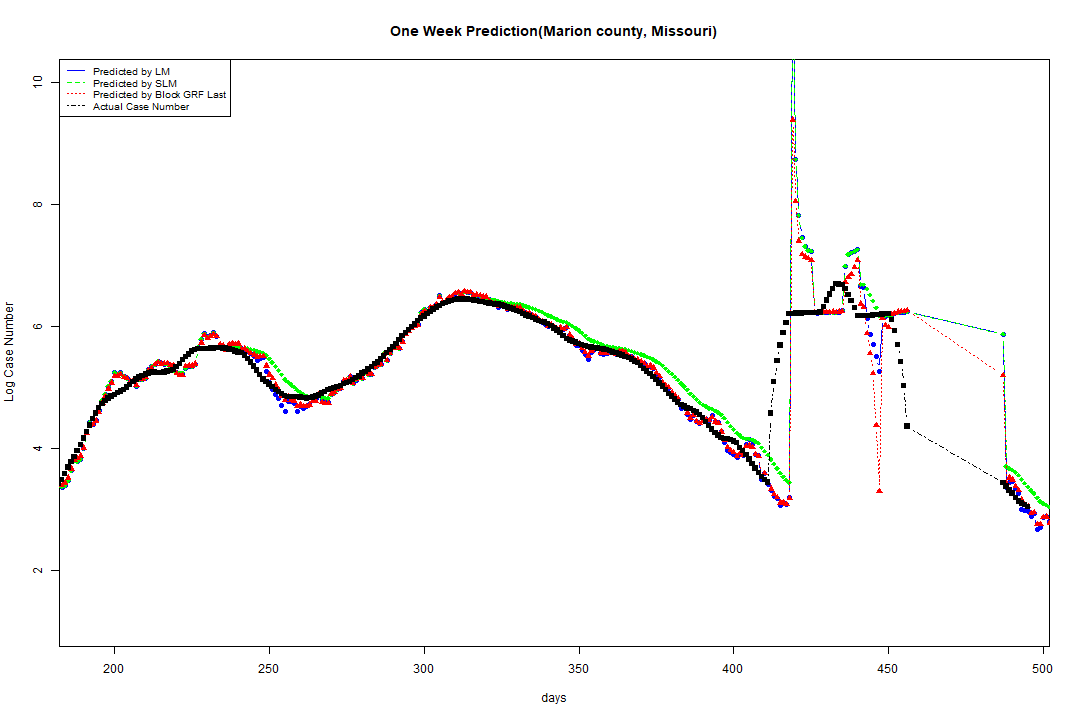 One Week Prediction(Marion county, Missouri)
Predicted by LM
Predicted by SLM
Predicted by Block GRF Last
Actual Case Number
Log Case Number
10
8
6
4
2
200 250 300 350 400 450 500
days